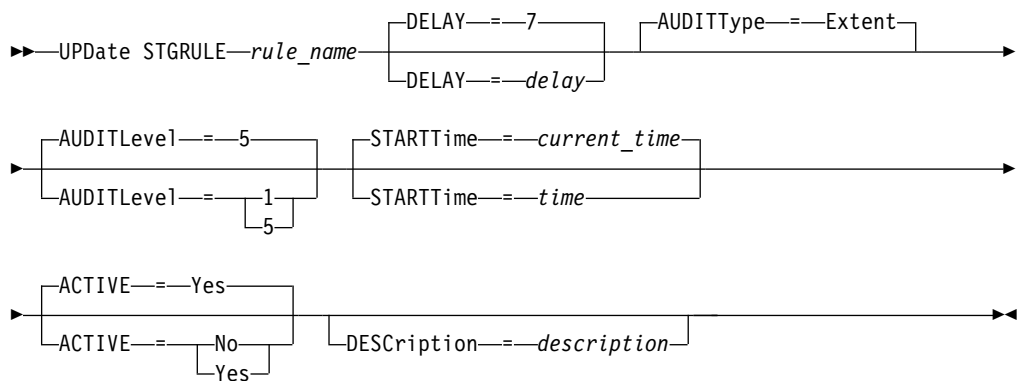 DELAY = 7 AUDITType = Extent
UPDate STGRULE rule_name
DELAY = delay
AUDITLevel = 5 STARTTime = current_time
AUDITLevel = 1 STARTTime = time
5
ACTIVE = Yes
ACTIVE = No DESCription = description
Yes